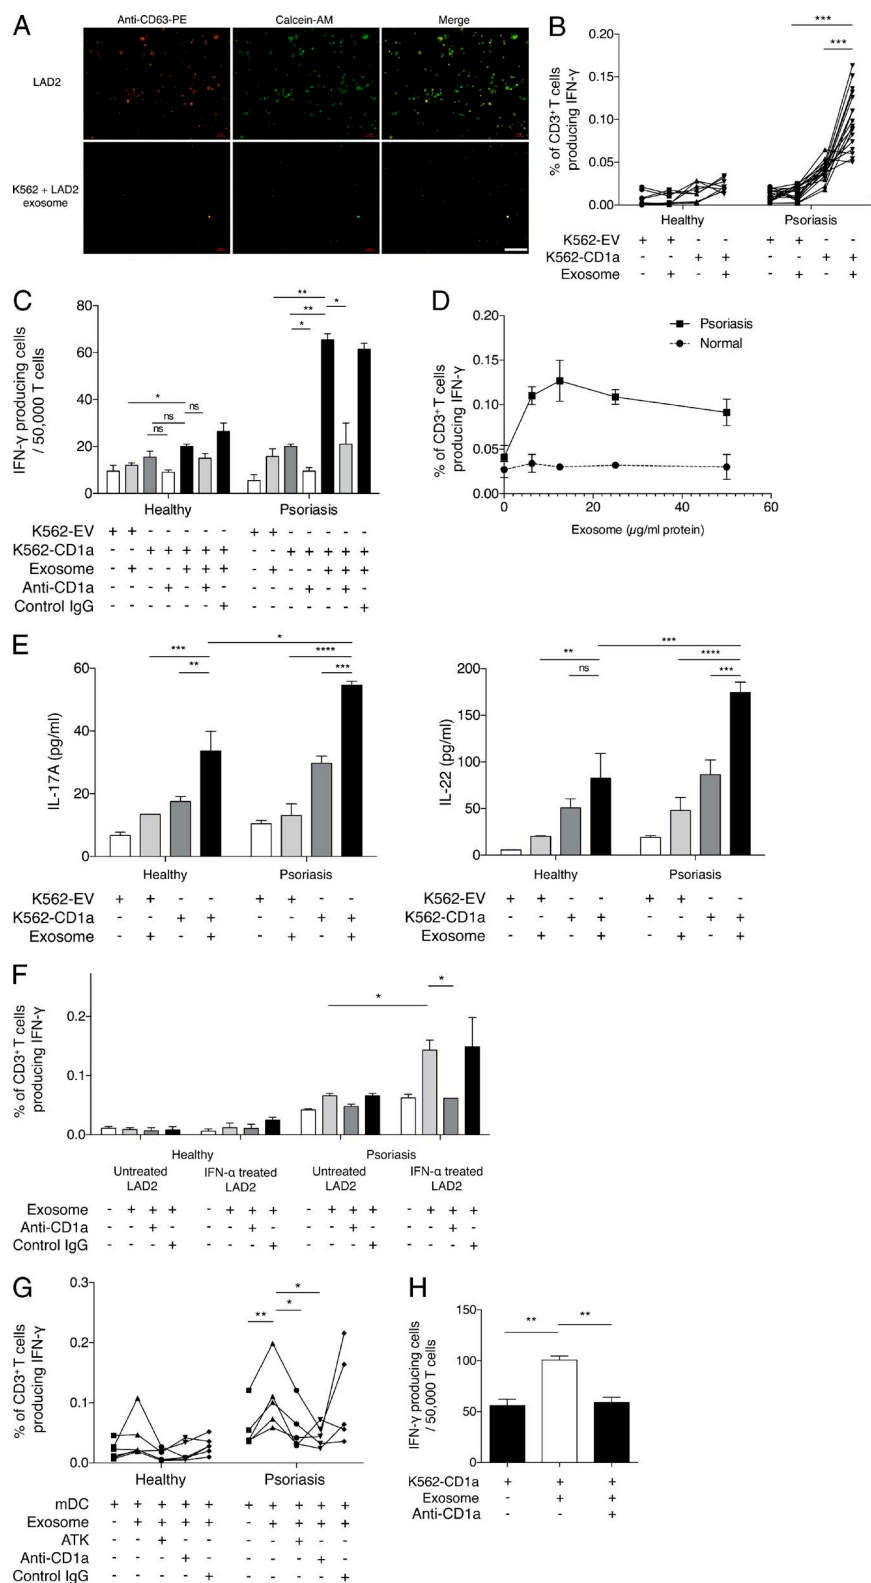 A
Anti-CD63-PE Calcein-AM Merge
LAD2
K562 + LAD2
exosome
B
% of CD3+ T cells
producing IFN-γ
0.20
0.15
0.10
0.05
0.00
***
***
Healthy Psoriasis
K562-EV + + - - + + - -
K562-CD1a - - + + - - + +
Exosome - + - + - + - +
C
IFN-γ producing cells
/ 50,000 T cells
80
60
40
20
0
*
ns
ns
ns
**
**
*
*
Healthy Psoriasis
K562-EV + + - - - - - + + - - - - -
K562-CD1a - - + + + + + - - + + + + +
Exosome - + - - + + + - + - - + + +
Anti-CD1a - - - + - + - - - - + - + -
Control IgG - - - - - - + - - - - - - +
D
% of CD3+ T cells
producing IFN-γ
0.20
0.15
0.10
0.05
0.00
Psoriasis
Normal
0 20 40 60
Exosome (µg/ml protein)
E
IL-17A (pg/ml)
60
40
20
0
***
**
*
****
***
Healthy Psoriasis
K562-EV + + - - + + - -
K562-CD1a - - + + - - + +
Exosome - + - + - + - +
IL-22 (pg/ml)
200
150
100
50
0
**
ns
***
****
***
Healthy Psoriasis
K562-EV + + - - + + - -
K562-CD1a - - + + - - + +
Exosome - + - + - + - +
F
% of CD3+ T cells
producing IFN-γ
0.2
0.1
0.0
*
*
Healthy Psoriasis
Untreated IFN-α treated Untreated IFN-α treated
LAD2 LAD2 LAD2 LAD2
Exosome - + + + - + + + - + + + - + + +
Anti-CD1a - - + - - - + - - - + - - - + -
Control IgG - - - + - - - + - - - + - - - +
G
% of CD3+ T cells
producing IFN-γ
0.3
0.2
0.1
0.0
**
*
*
Healthy Psoriasis
mDC + + + + + + + + + +
Exosome - + + + + - + + + +
ATK - - + - - - - + - -
Anti-CD1a - - - + - - - - + -
Control IgG - - - - + - - - - +
H
IFN-γ producing cells
/ 50,000 T cells
150
100
50
0
**
**
K562-CD1a + + +
Exosome - + +
Anti-CD1a - - +